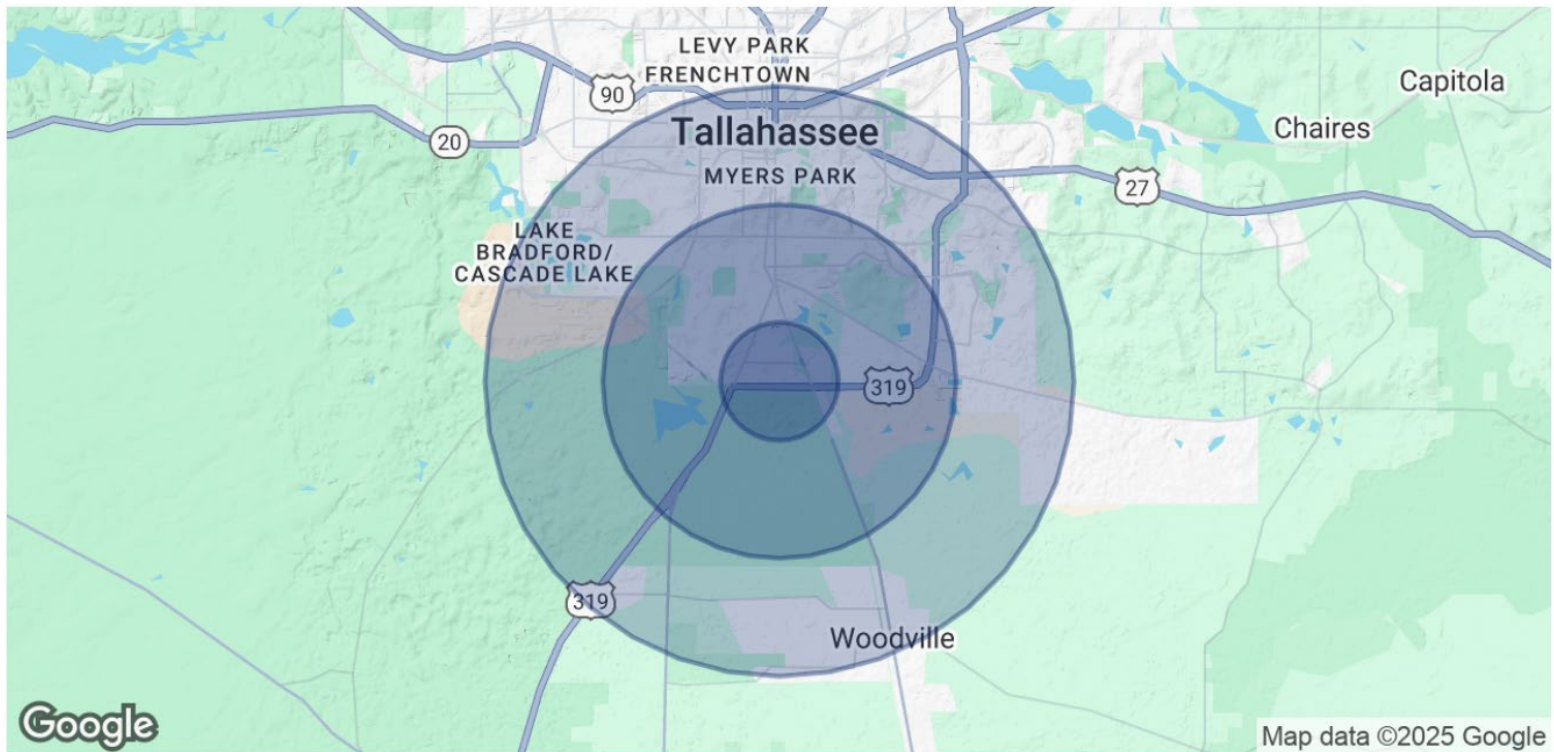 LEVY PARK
FRENCHTOWN
90
Capitola
20
Tallahassee
Chaires
MYERS PARK
27
LAKE
BRADFORD/
CASCADE LAKE
319
319
Woodville
Google
Map data ©2025 Google